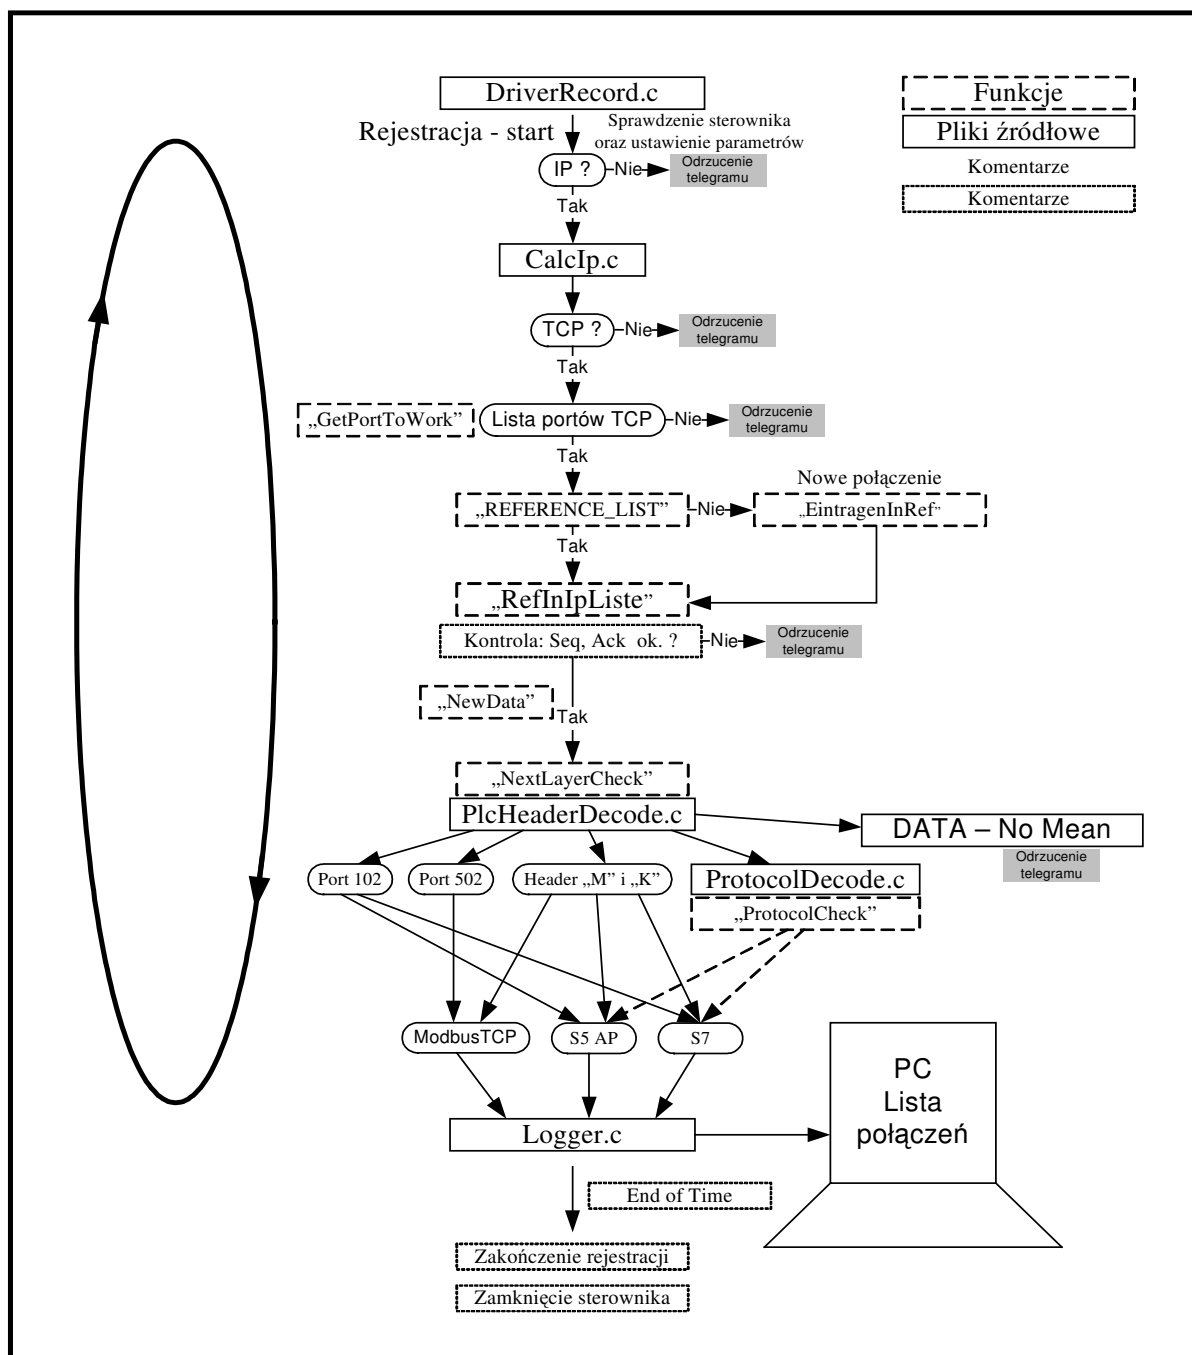 DriverRecord.c
Funkcje
Pliki źródłowe
Komentarze
Komentarze
Rejestracja - start
Sprawdzenie sterownika
oraz ustawienie parametrów
IP ?
Nie
Odrzucenie
telegramu
Tak
CalcIp.c
TCP ?
Nie
Odrzucenie
telegramu
Tak
„GetPortToWork”
Lista portów TCP
Nie
Odrzucenie
telegramu
Tak
Nowe połączenie
„REFERENCE_LIST”
Nie
„EintragenInRef”
Tak
„RefInIpListe”
Kontrola: Seq, Ack ok. ?
Nie
Odrzucenie
telegramu
„NewData”
Tak
„NextLayerCheck”
PlcHeaderDecode.c
DATA – No Mean
Odrzucenie
telegramu
Port 102
Port 502
Header „M” i „K”
ProtocolDecode.c
„ProtocolCheck”
ModbusTCP
S5 AP
S7
PC
Lista
połączeń
Logger.c
End of Time
Zakończenie rejestracji
Zamknięcie sterownika